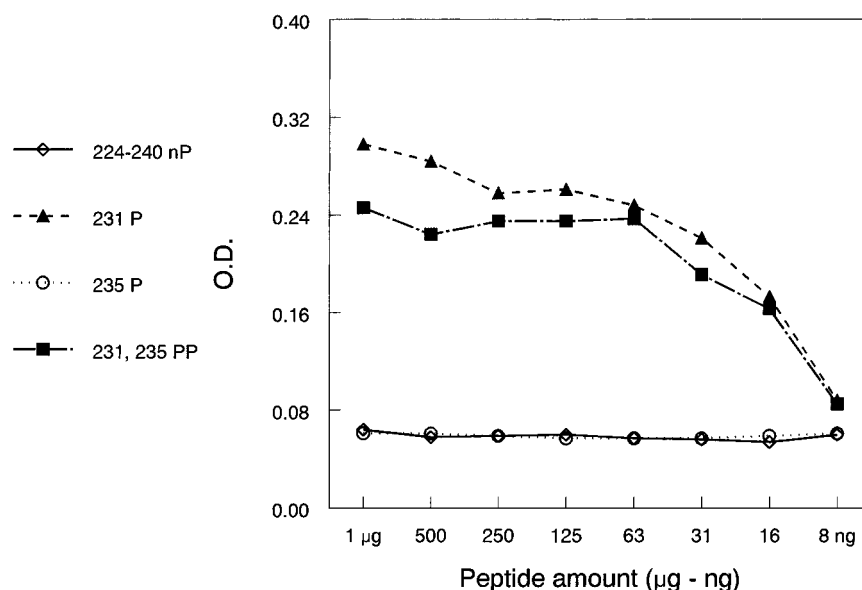 0.40
0.32
0.24
0.16
0.08
0.00
O.D.
224-240 nP
231 P
235 P
231, 235 PP
1 µg 500 250 125 63 31 16 8 ng
Peptide amount (µg - ng)